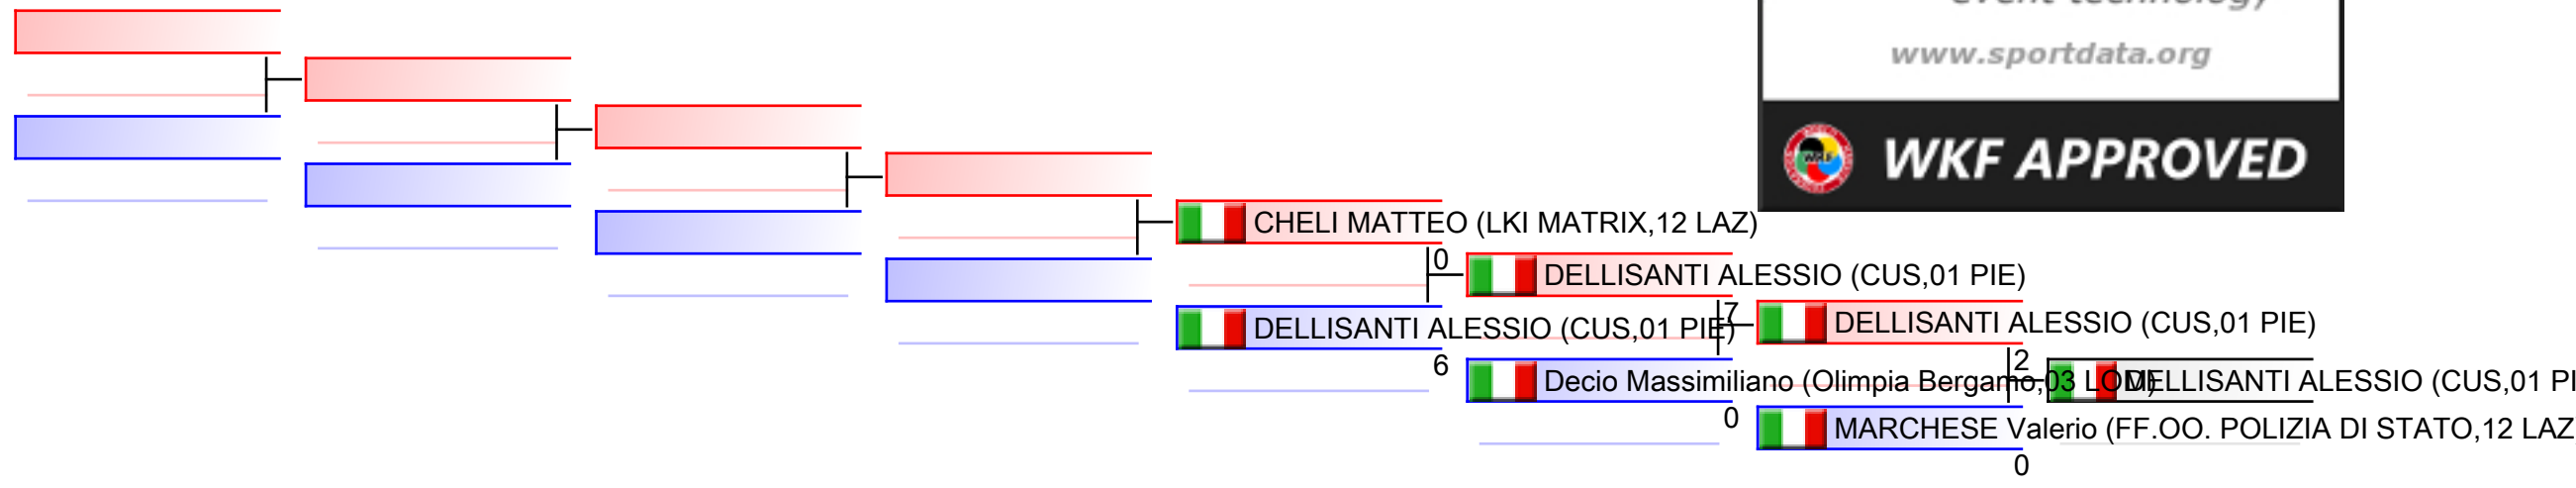 event technology
www.sportdata.org
WKF APPROVED
CHELI MATTEO (LKI MATRIX,12 LAZ)
0
DELLISANTI ALESSIO (CUS,01 PIE)
7
DELLISANTI ALESSIO (CUS,01 PIE)
DELLISANTI ALESSIO (CUS,01 PIE)
6
2
Decio Massimiliano (Olimpia Bergamo,03 LOM)
DELLISANTI ALESSIO (CUS,01 PI
0
MARCHESE Valerio (FF.OO. POLIZIA DI STATO,12 LAZ
0